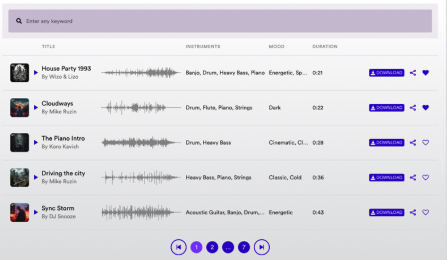 Enter any keyword
TITLE INSTRUMENTS MOOD DURATION
House Party 1993
By Wizo & Lizo
Banjo, Drum, Heavy Bass, Piano Energetic, Sp... 0:21 DOWNLOAD
Cloudways
By Mike Ruzin
Drum, Flute, Piano, Strings Dark 0:22 DOWNLOAD
The Piano Intro
By Kuro Kavish
Drum, Heavy Bass Cinematic, Cl... 0:28 DOWNLOAD
Driving the city
By Mike Ruzin
Heavy Bass, Piano, Strings Classic, Cold 0:36 DOWNLOAD
Sync Storm
By DJ Snooze
Acoustic Guitar, Banjo, Drum,... Energetic 0:43 DOWNLOAD
1 2 ... 7